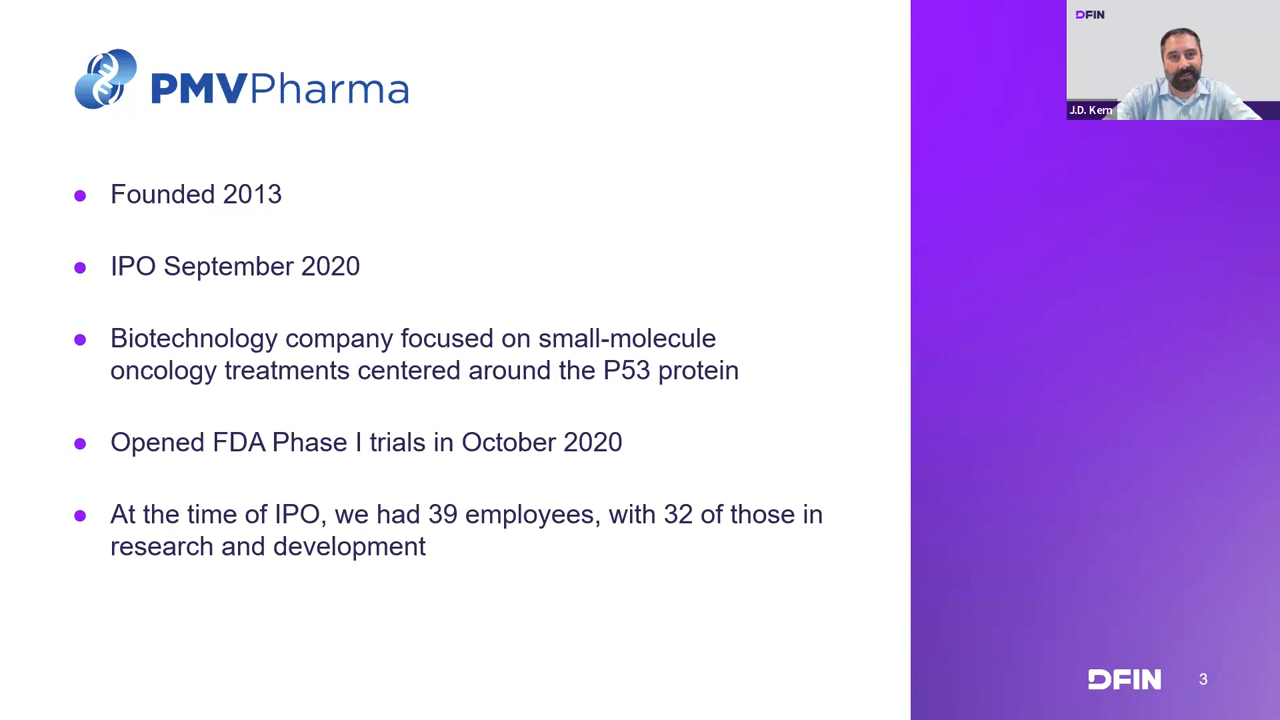 PMVPharma
DFIN
J.D. Kern
● Founded 2013
● IPO September 2020
● Biotechnology company focused on small-molecule
oncology treatments centered around the P53 protein
● Opened FDA Phase I trials in October 2020
● At the time of IPO, we had 39 employees, with 32 of those in
research and development
DFIN 3